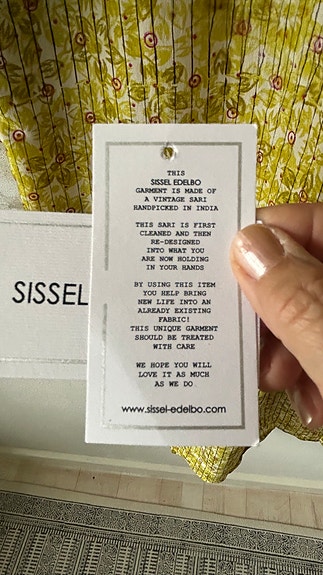 THIS
SISSEL EDELBO
GARMENT IS MADE OF
A VINTAGE SARI
HANDPICKED IN INDIA
THIS SARI IS FIRST
CLEANED AND THEN
RE-DESIGNED
INTO WHAT YOU
ARE NOW HOLDING
IN YOUR HANDS
BY USING THIS ITEM
YOU HELP BRING
NEW LIFE INTO AN
ALREADY EXISTING
FABRIC!
THIS UNIQUE GARMENT
SHOULD BE TREATED
WITH CARE
WE HOPE YOU WILL
LOVE IT AS MUCH
AS WE DO
www.sissel-edelbo.com
SISSEL